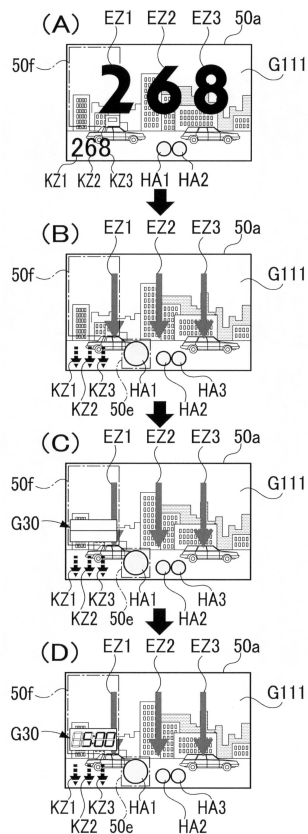 (A)
EZ1 EZ2 EZ3 50a
50f
G111
268
268
KZ1 KZ2 KZ3 HA1 HA2
(B)
EZ1 EZ2 EZ3 50a
50f
G111
KZ1 KZ2 KZ3 50e HA1 HA2 HA3
(C)
EZ1 EZ2 EZ3 50a
50f
G111
G30
KZ1 KZ2 KZ3 50e HA1 HA2 HA3
(D)
EZ1 EZ2 EZ3 50a
50f
G111
G30
5:00
KZ1 KZ2 KZ3 50e HA1 HA2 HA3